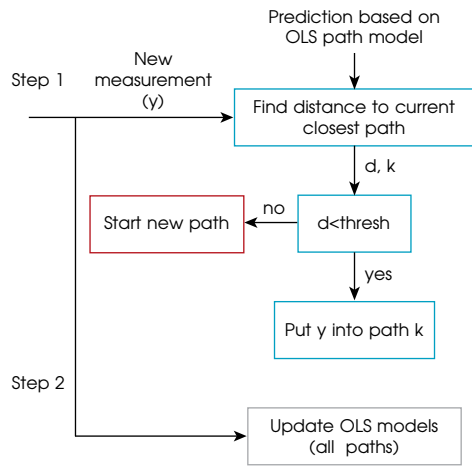 Prediction based on
OLS path model
New
measurement
(y)
Step 1
Find distance to current
closest path
d, k
no
Start new path
d<thresh
yes
Put y into path k
Step 2
Update OLS models
(all paths)